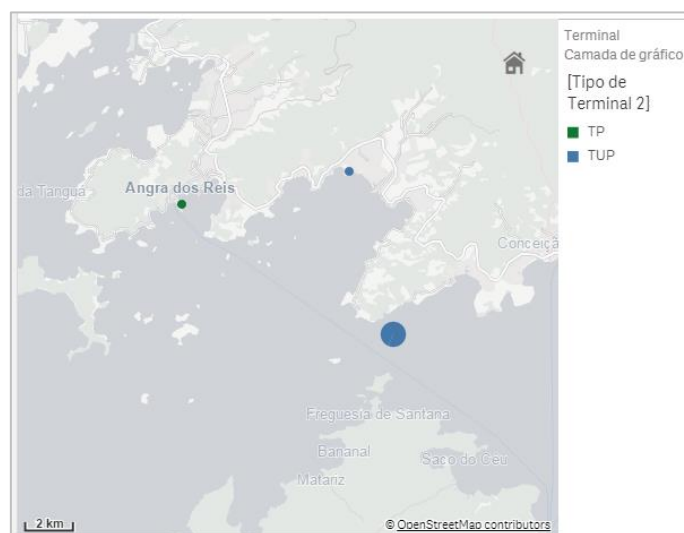 Terminal
Camada de gráfico
[Tipo de
Terminal 2]
TP
TUP
da Tanguá
Angra dos Reis
Conceiçã
Freguesia de Santana
Bananal
Saco do Céu
Matariz
2 km
© OpenStreetMap contributors